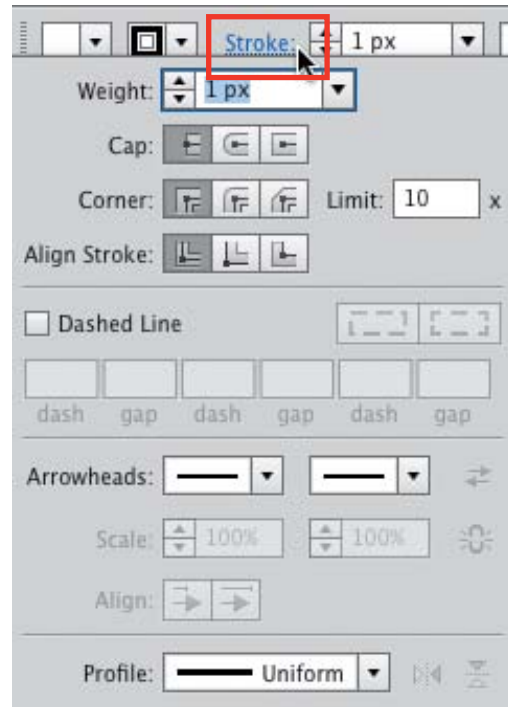 Stroke: 1 px
Weight: 1 px
Cap:
Corner: Limit: 10 x
Align Stroke:
Dashed Line
dash gap dash gap dash gap
Arrowheads:
Scale: 100% 100%
Align:
Profile: Uniform